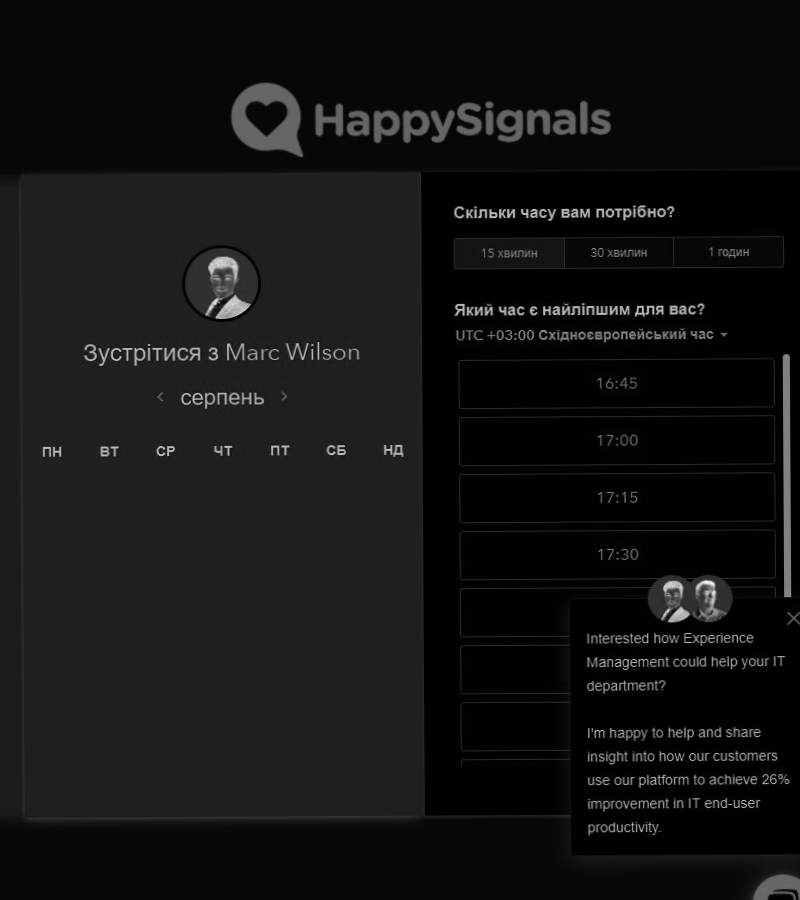 HappySignals
Зустрітися з Marc Wilson
серпень
ПН ВТ СР ЧТ ПТ СБ НД
Скільки часу вам потрібно?
15 хвилин 30 хвилин 1 годин
Який час є найліпшим для вас?
UTC +03:00 Східноєвропейський час
16:45
17:00
17:15
17:30
Interested how Experience
Management could help your IT
department?
I'm happy to help and share
insight into how our customers
use our platform to achieve 26%
improvement in IT end-user
productivity.